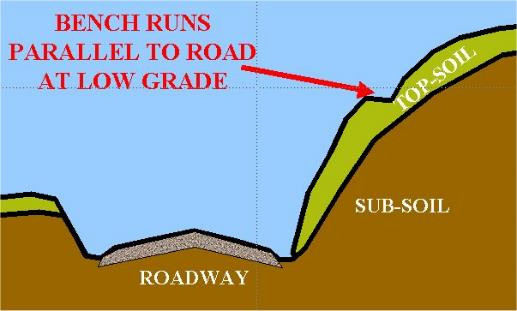 BENCH RUNS
PARALLEL TO ROAD
AT LOW GRADE
TOP-SOIL
SUB-SOIL
ROADWAY